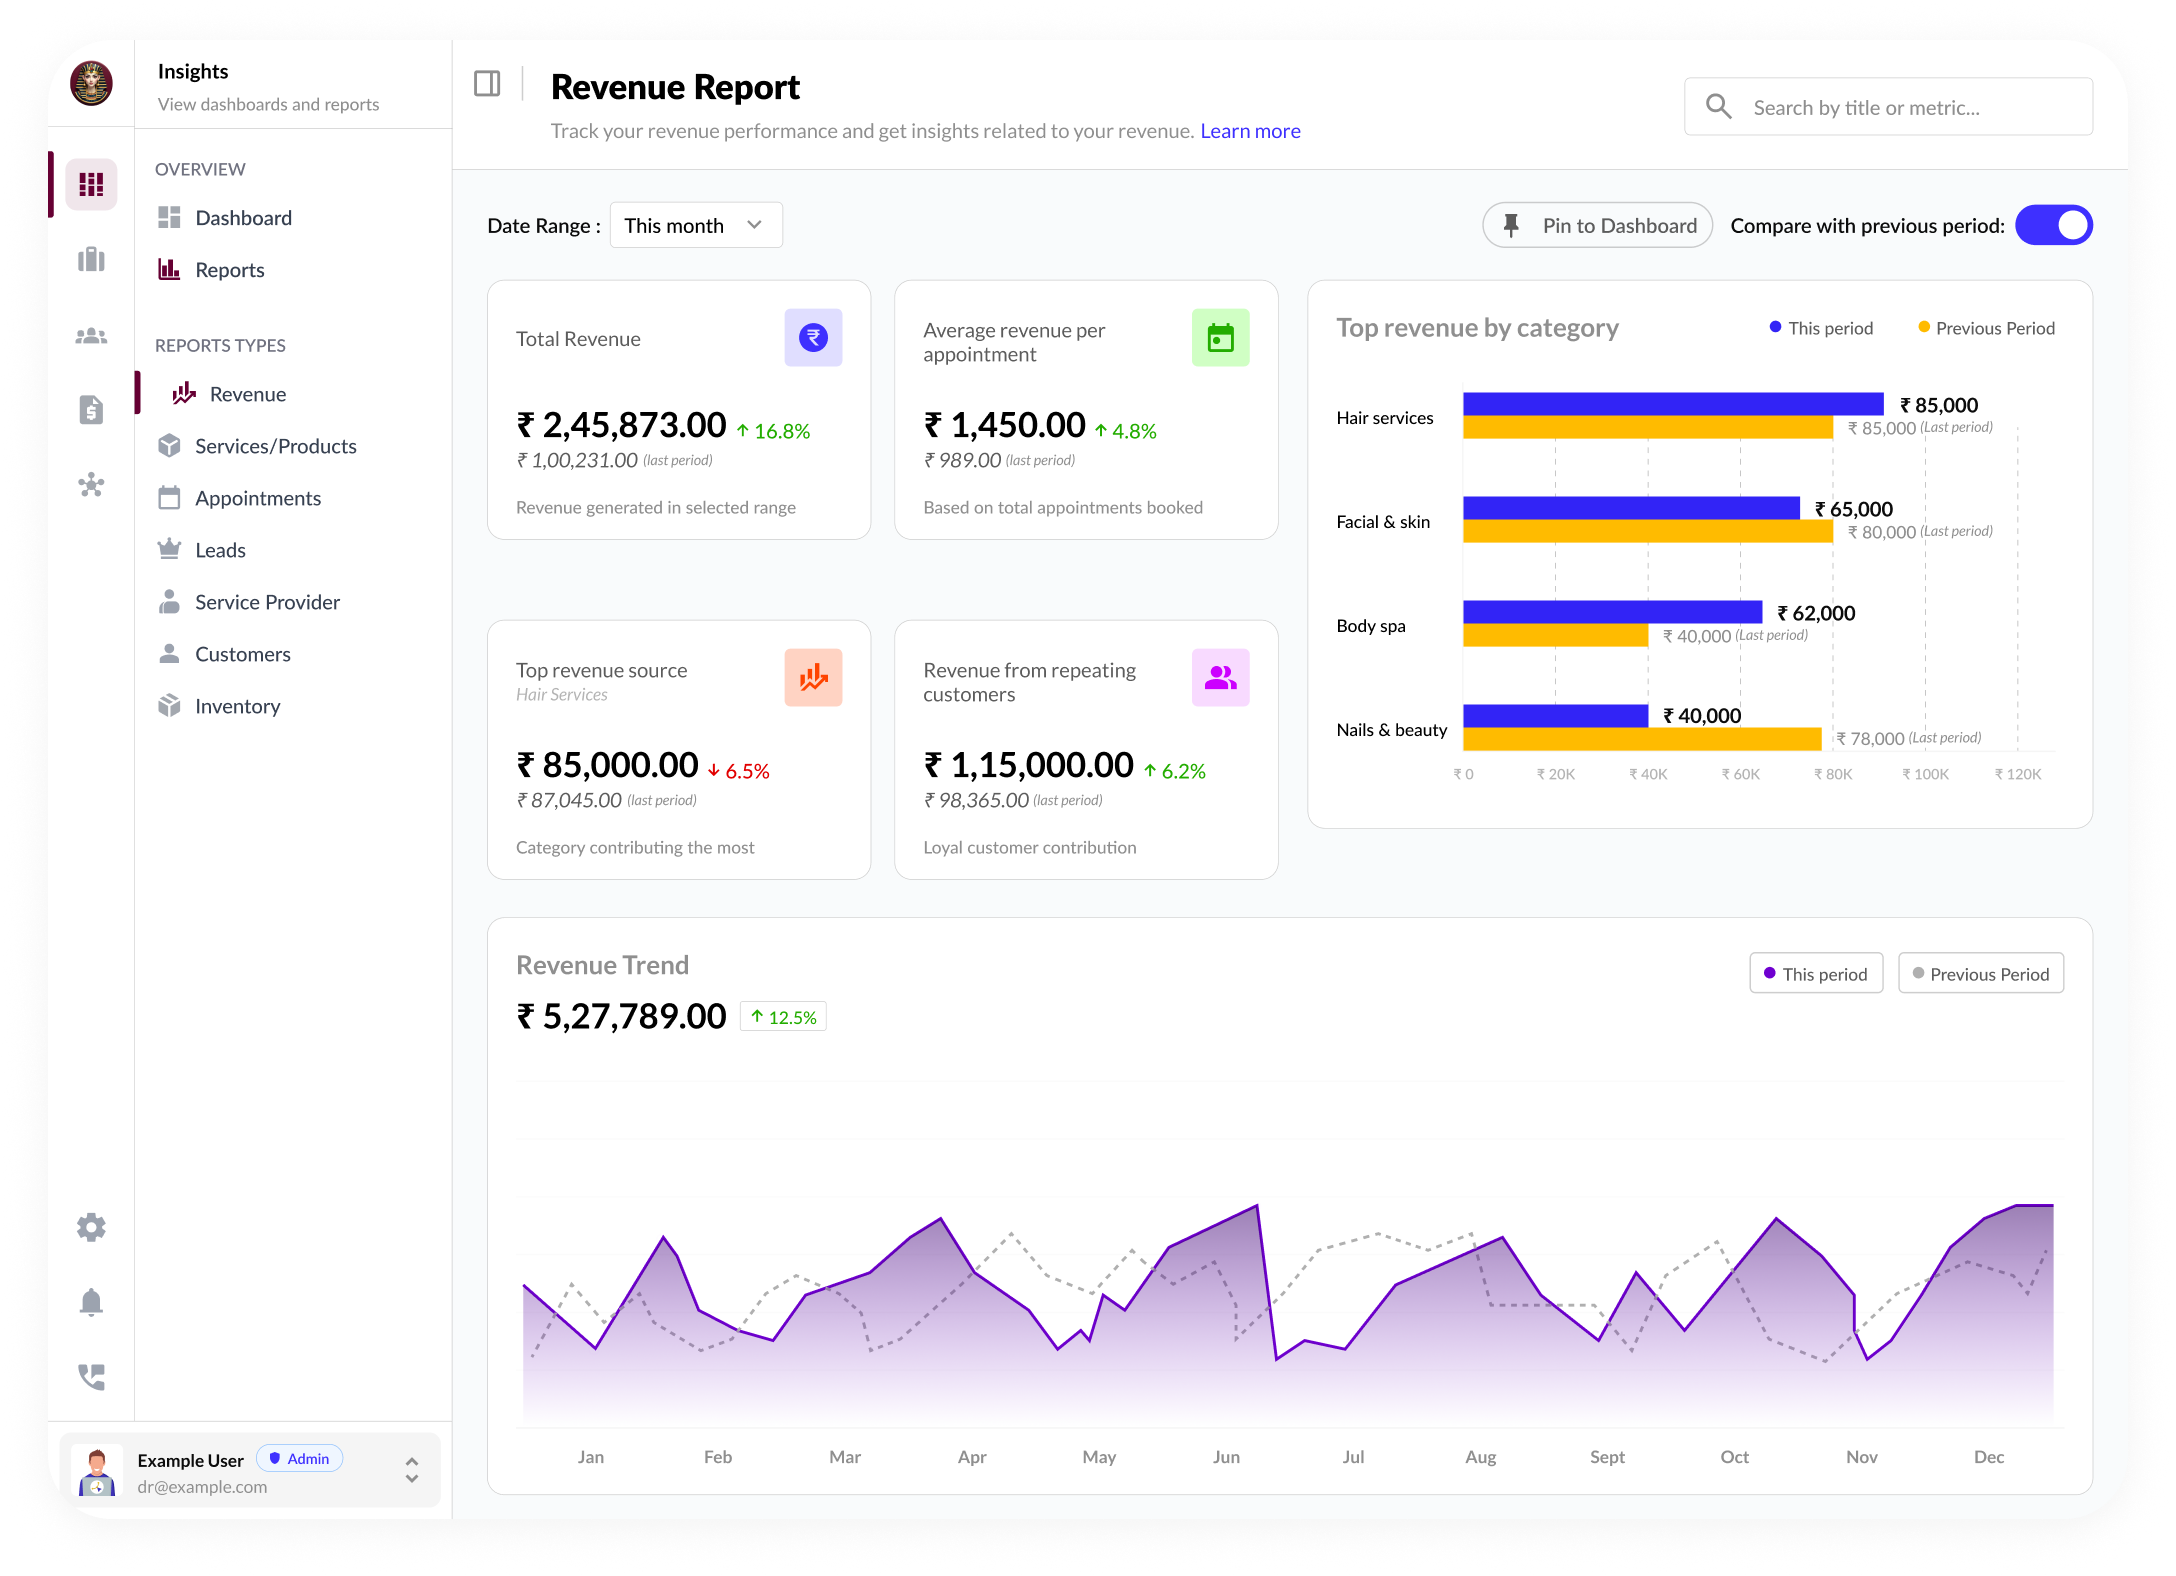 Insights
View dashboards and reports
OVERVIEW
Dashboard
Reports
REPORTS TYPES
Revenue
Services/Products
Appointments
Leads
Service Provider
Customers
Inventory
Example User
Admin
dr@example.com
Revenue Report
Track your revenue performance and get insights related to your revenue. Learn more
Search by title or metric...
Date Range :
This month
Pin to Dashboard
Compare with previous period:
Total Revenue
₹ 2,45,873.00 ↑ 16.8%
₹ 1,00,231.00 (last period)
Revenue generated in selected range
Average revenue per
appointment
₹ 1,450.00 ↑ 4.8%
₹ 989.00 (last period)
Based on total appointments booked
Top revenue source
Hair Services
₹ 85,000.00 ↓ 6.5%
₹ 87,045.00 (last period)
Category contributing the most
Revenue from repeating
customers
₹ 1,15,000.00 ↑ 6.2%
₹ 98,365.00 (last period)
Loyal customer contribution
Top revenue by category
This period
Previous Period
Hair services
₹ 85,000
₹ 85,000 (Last period)
Facial & skin
₹ 65,000
₹ 80,000 (Last period)
Body spa
₹ 62,000
₹ 40,000 (Last period)
Nails & beauty
₹ 40,000
₹ 78,000 (Last period)
₹ 0 ₹ 20K ₹ 40K ₹ 60K ₹ 80K ₹ 100K ₹ 120K
Revenue Trend
₹ 5,27,789.00 ↑ 12.5%
This period
Previous Period
Jan Feb Mar Apr May Jun Jul Aug Sept Oct Nov Dec